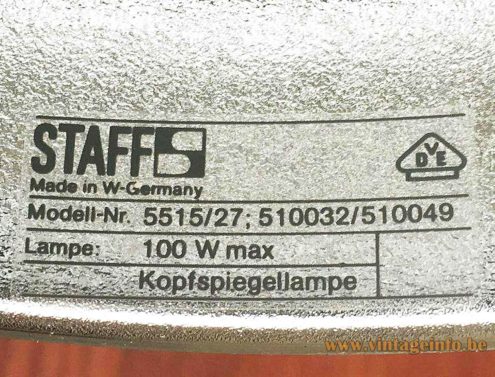 STAFF
VDE
Made in W-Germany
Modell-Nr. 5515/27; 510032/510049
Lampe: 100 W max
Kopfspiegellampe
www.vintageinfo.be